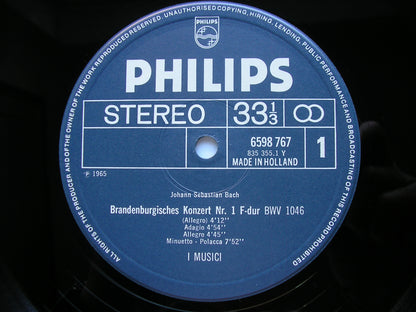 ALL RIGHTS OF THE PRODUCER AND OF THE OWNER OF THE WORK REPRODUCED RESERVED. UNAUTHORISED COPYING, HIRING, LENDING, PUBLIC PERFORMANCE AND BROADCASTING OF THIS RECORD PROHIBITED
PHILIPS
PHILIPS
STEREO
33 1/3
6598 767
835 355.1 Y
MADE IN HOLLAND
1
℗ 1965
Johann Sebastian Bach
Brandenburgisches Konzert Nr. 1 F-dur BWV 1046
(Allegro) 4'12"
Adagio 4'54"
Allegro 4'45"
Minuetto - Polacca 7'52"
I MUSICI